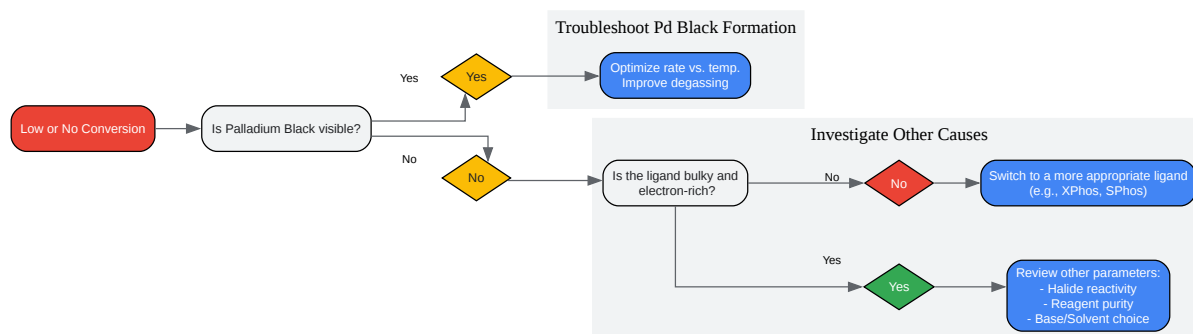 Troubleshoot Pd Black Formation
Yes
Yes
Optimize rate vs. temp.
Improve degassing
Low or No Conversion
Is Palladium Black visible?
Investigate Other Causes
No
No
Is the ligand bulky and
electron-rich?
No
No
Switch to a more appropriate ligand
(e.g., XPhos, SPhos)
Yes
Yes
Review other parameters:
- Halide reactivity
- Reagent purity
- Base/Solvent choice